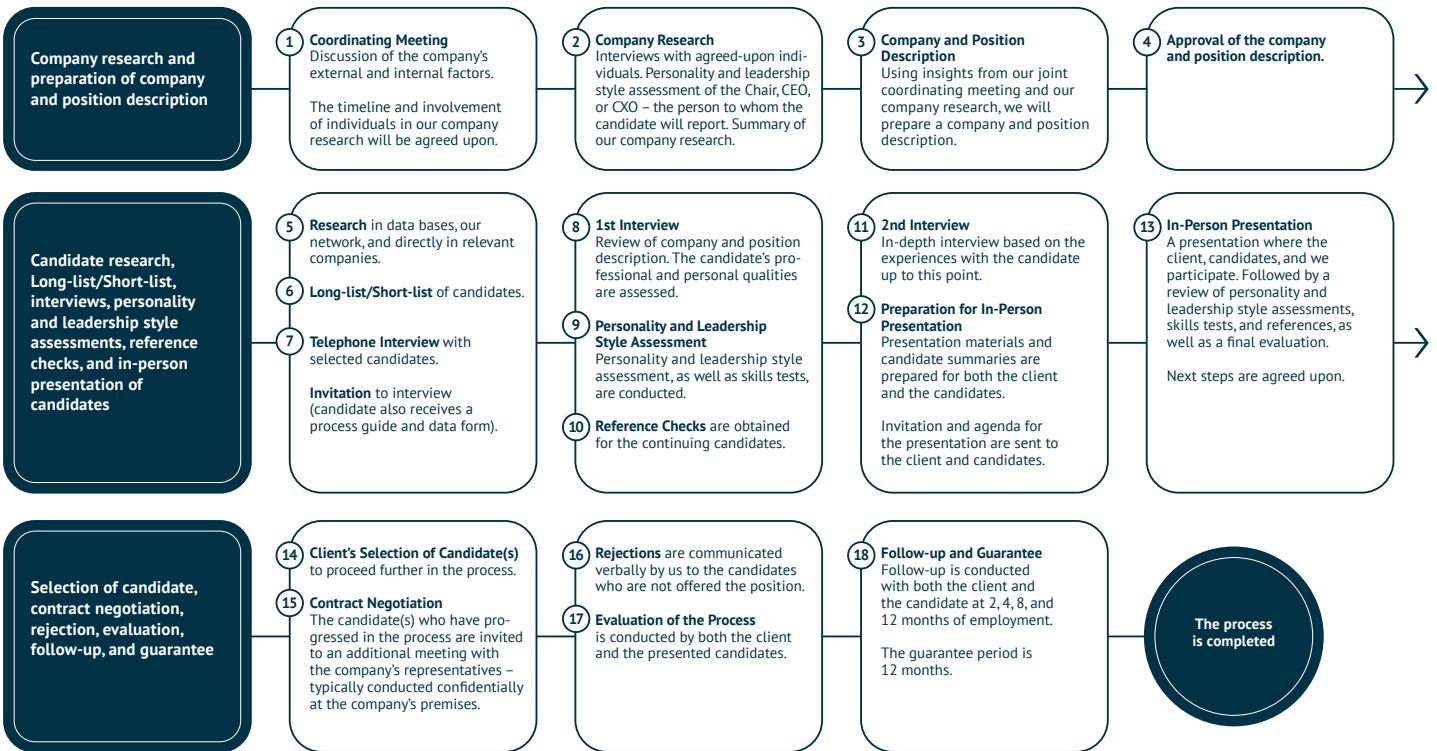 Company research and
preparation of company
and position description
1 Coordinating Meeting
Discussion of the company's
external and internal factors.
The timeline and involvement
of individuals in our company
research will be agreed upon.
2 Company Research
Interviews with agreed-upon indi-
viduals. Personality and leadership
style assessment of the Chair, CEO,
or CXO – the person to whom the
candidate will report. Summary of
our company research.
3 Company and Position
Description
Using insights from our joint
coordinating meeting and our
company research, we will
prepare a company and position
description.
4 Approval of the company
and position description.
Candidate research,
Long-list/Short-list,
interviews, personality
and leadership style
assessments, reference
checks, and in-person
presentation of
candidates
5 Research in data bases, our
network, and directly in relevant
companies.
6 Long-list/Short-list of candidates.
7 Telephone Interview with
selected candidates.
Invitation to interview
(candidate also receives a
process guide and data form).
8 1st Interview
Review of company and position
description. The candidate's pro-
fessional and personal qualities
are assessed.
9 Personality and Leadership
Style Assessment
Personality and leadership style
assessment, as well as skills tests,
are conducted.
10 Reference Checks are obtained
for the continuing candidates.
11 2nd Interview
In-depth interview based on the
experiences with the candidate
up to this point.
12 Preparation for In-Person
Presentation
Presentation materials and
candidate summaries are
prepared for both the client
and the candidates.
Invitation and agenda for
the presentation are sent to
the client and candidates.
13 In-Person Presentation
A presentation where the
client, candidates, and we
participate. Followed by a
review of personality and
leadership style assessments,
skills tests, and references, as
well as a final evaluation.
Next steps are agreed upon.
Selection of candidate,
contract negotiation,
rejection, evaluation,
follow-up, and guarantee
14 Client's Selection of Candidate(s)
to proceed further in the process.
15 Contract Negotiation
The candidate(s) who have pro-
gressed in the process are invited
to an additional meeting with
the company's representatives –
typically conducted confidentially
at the company's premises.
16 Rejections are communicated
verbally by us to the candidates
who are not offered the position.
17 Evaluation of the Process
is conducted by both the client
and the presented candidates.
18 Follow-up and Guarantee
Follow-up is conducted
with both the client and
the candidate at 2, 4, 8, and
12 months of employment.
The guarantee period is
12 months.
The process
is completed